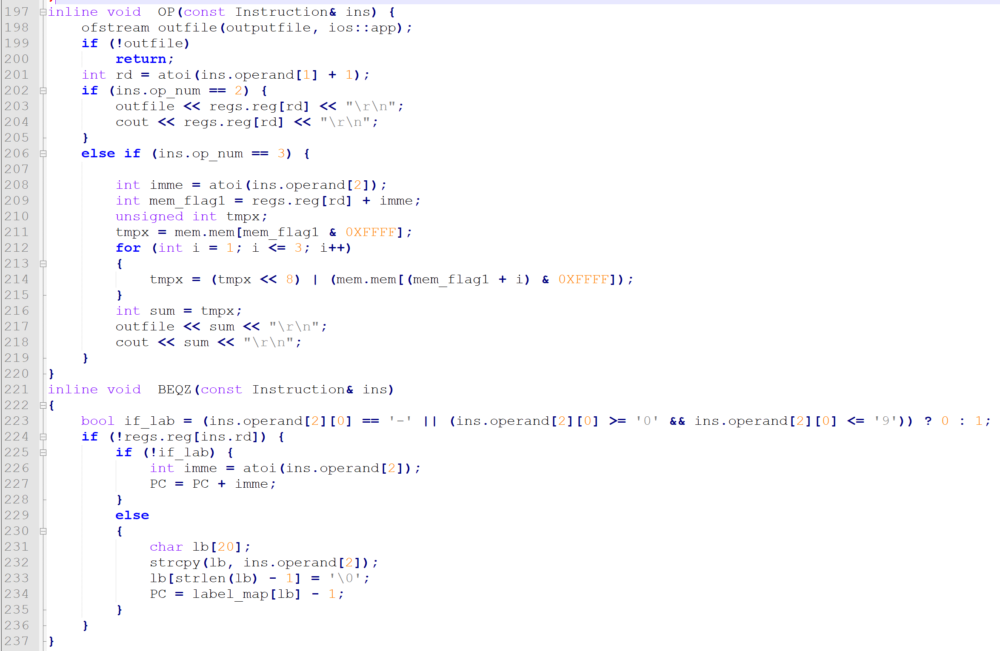 197 inline void  OP(const Instruction& ins) {
198     ofstream outfile(outputfile, ios::app);
199     if (!outfile)
200         return;
201     int rd = atoi(ins.operand[1] + 1);
202     if (ins.op_num == 2) {
203         outfile << regs.reg[rd] << "\r\n";
204         cout << regs.reg[rd] << "\r\n";
205     }
206     else if (ins.op_num == 3) {
207
208         int imme = atoi(ins.operand[2]);
209         int mem_flag1 = regs.reg[rd] + imme;
210         unsigned int tmpx;
211         tmpx = mem.mem[mem_flag1 & 0XFFFF];
212         for (int i = 1; i <= 3; i++)
213         {
214             tmpx = (tmpx << 8) | (mem.mem[(mem_flag1 + i) & 0XFFFF]);
215         }
216         int sum = tmpx;
217         outfile << sum << "\r\n";
218         cout << sum << "\r\n";
219     }
220 }
221 inline void  BEQZ(const Instruction& ins)
222 {
223     bool if_lab = (ins.operand[2][0] == '-' || (ins.operand[2][0] >= '0' && ins.operand[2][0] <= '9')) ? 0 : 1;
224     if (!regs.reg[ins.rd]) {
225         if (!if_lab) {
226             int imme = atoi(ins.operand[2]);
227             PC = PC + imme;
228         }
229         else
230         {
231             char lb[20];
232             strcpy(lb, ins.operand[2]);
233             lb[strlen(lb) - 1] = '\0';
234             PC = label_map[lb] - 1;
235         }
236     }
237 }